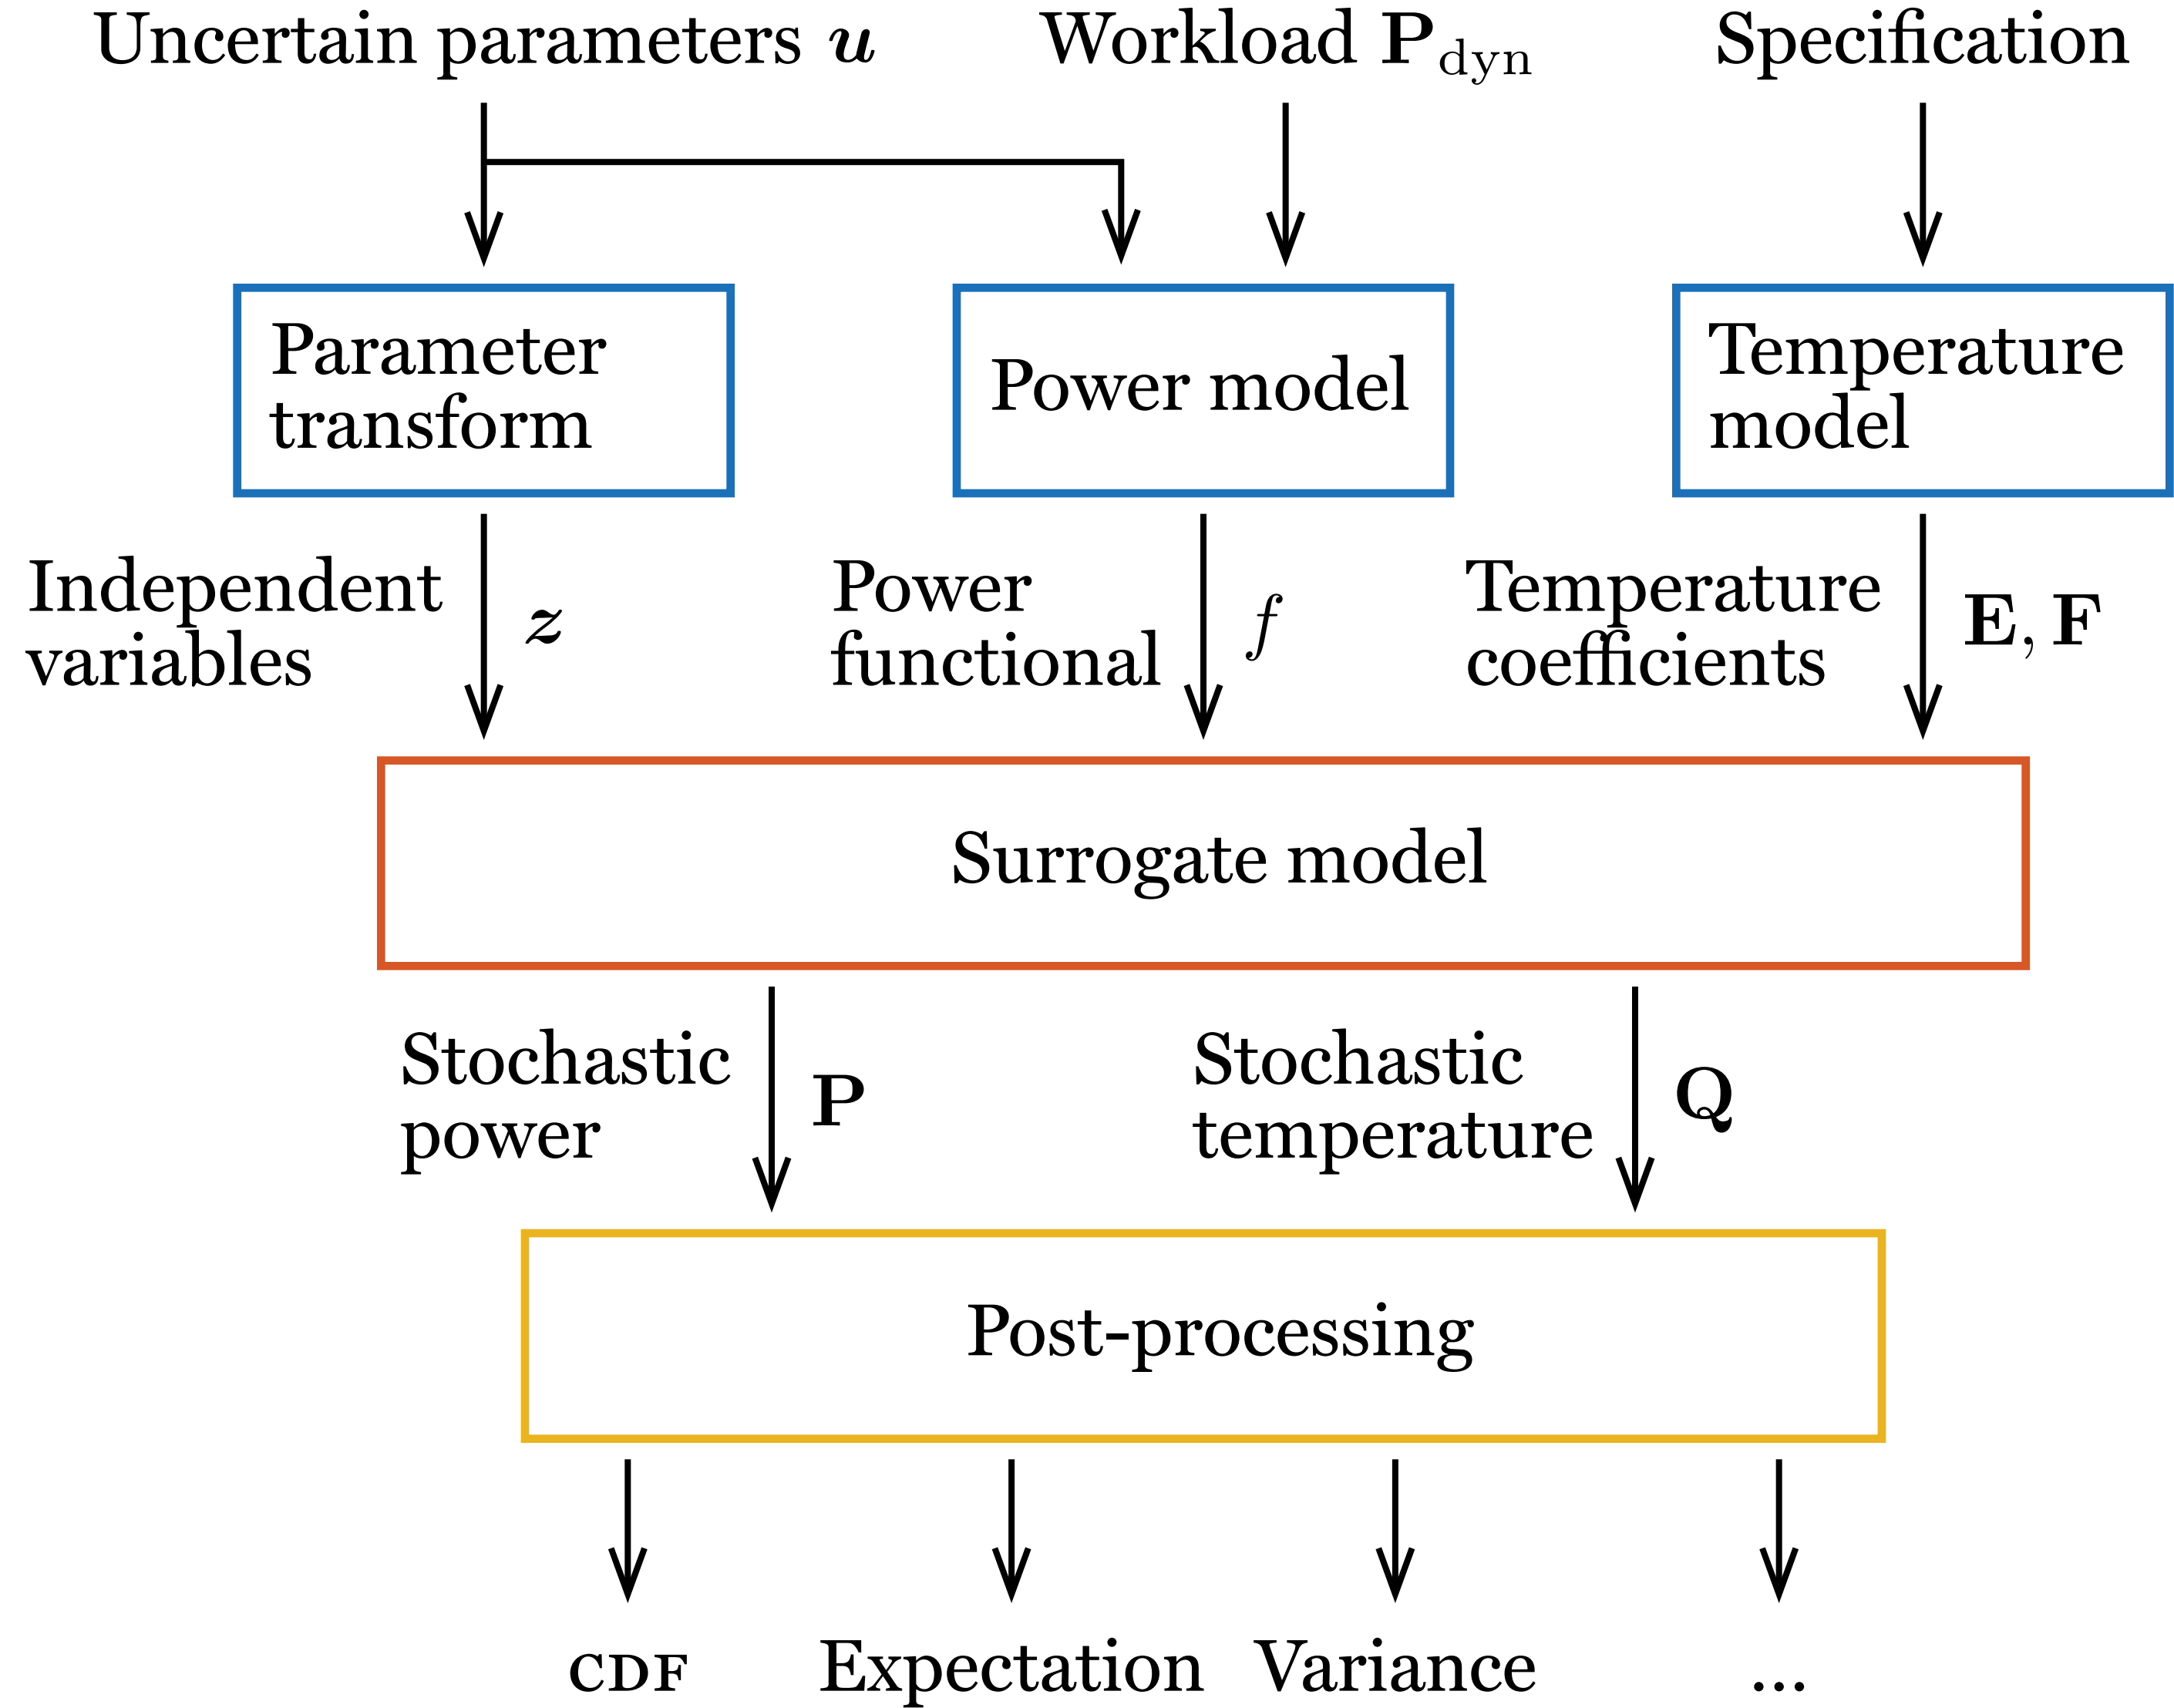 Uncertain parameters u
Workload P_dyn
Specification
Parameter
transform
Power model
Temperature
model
Independent
variables
z
Power
functional
f
Temperature
coefficients
E, F
Surrogate model
Stochastic
power
P
Stochastic
temperature
Q
Post-processing
CDF
Expectation
Variance
...